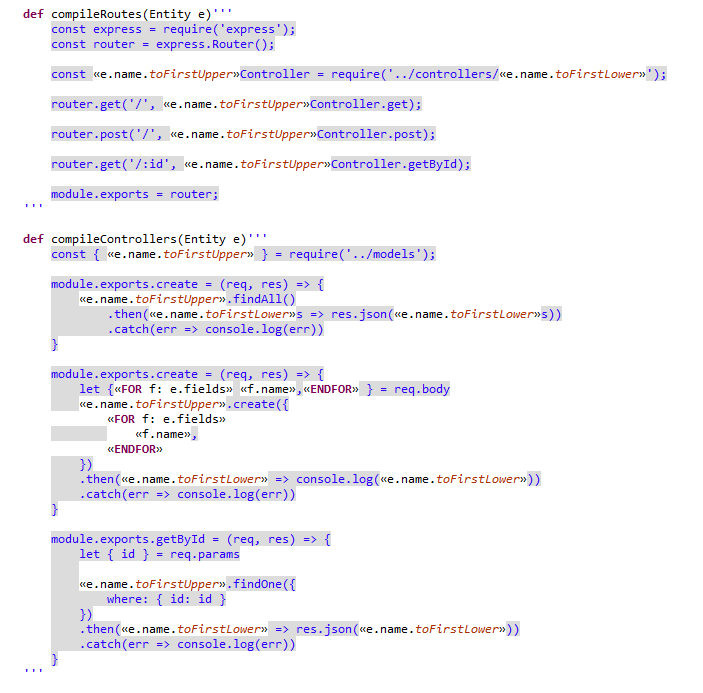 def compileRoutes(Entity e)'''
const express = require('express');
const router = express.Router();
const «e.name.toFirstUpper»Controller = require('../controllers/«e.name.toFirstLower»');
router.get('/', «e.name.toFirstUpper»Controller.get);
router.post('/', «e.name.toFirstUpper»Controller.post);
router.get('/:id', «e.name.toFirstUpper»Controller.getById);
module.exports = router;
'''
def compileControllers(Entity e)'''
const { «e.name.toFirstUpper» } = require('../models');
module.exports.create = (req, res) => {
«e.name.toFirstUpper».findAll()
.then(«e.name.toFirstLower»s => res.json(«e.name.toFirstLower»s))
.catch(err => console.log(err))
}
module.exports.create = (req, res) => {
let {«FOR f: e.fields» «f.name»,«ENDFOR» } = req.body
«e.name.toFirstUpper».create({
«FOR f: e.fields»
«f.name»,
«ENDFOR»
})
.then(«e.name.toFirstLower» => console.log(«e.name.toFirstLower»))
.catch(err => console.log(err))
}
module.exports.getById = (req, res) => {
let { id } = req.params
«e.name.toFirstUpper».findOne({
where: { id: id }
})
.then(«e.name.toFirstLower» => res.json(«e.name.toFirstLower»))
.catch(err => console.log(err))
}
'''